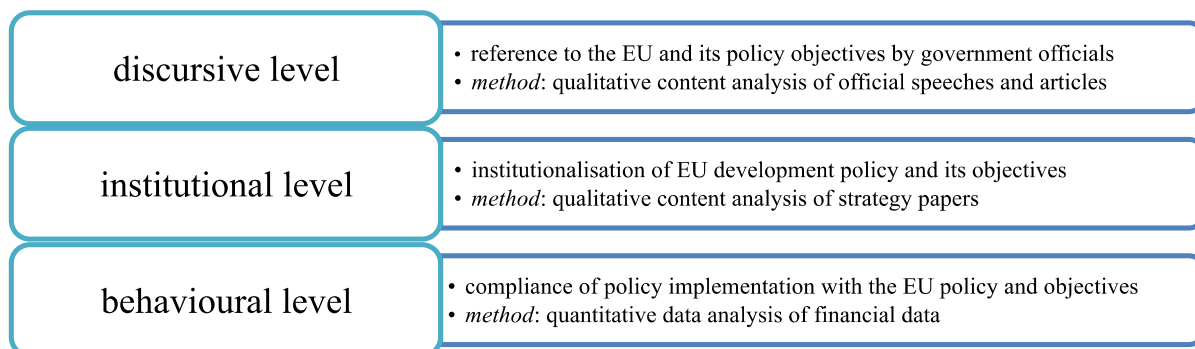 discursive level
• reference to the EU and its policy objectives by government officials
• method: qualitative content analysis of official speeches and articles
institutional level
• institutionalisation of EU development policy and its objectives
• method: qualitative content analysis of strategy papers
behavioural level
• compliance of policy implementation with the EU policy and objectives
• method: quantitative data analysis of financial data